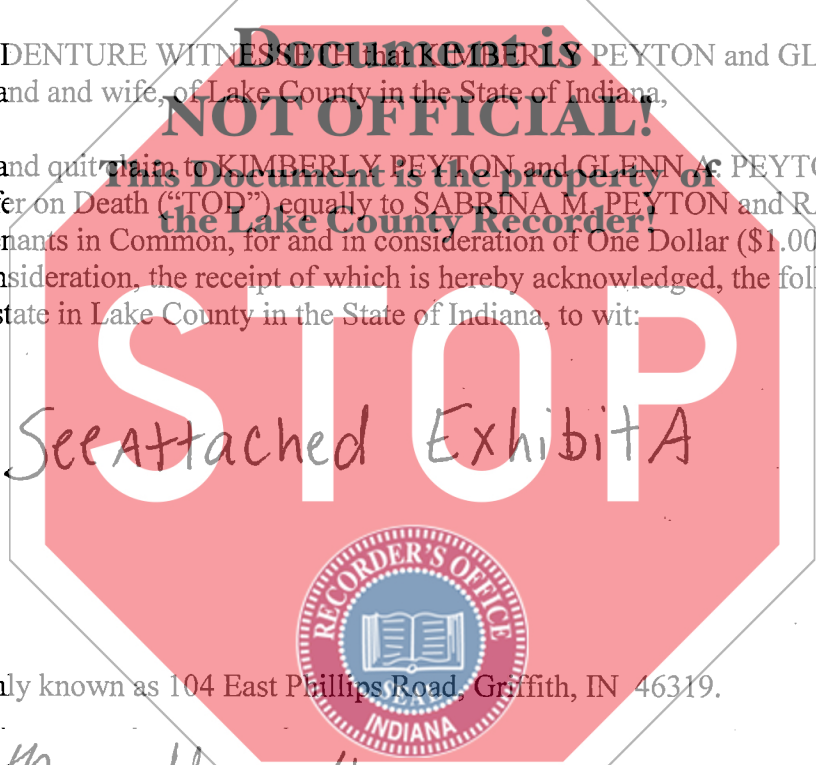 Document is
DENTURE WITNESSETH that KIMBERLY PEYTON and GL
and and wife, of Lake County in the State of Indiana,
NOT OFFICIAL!
and quit claim to KIMBERLY PEYTON and GLENN A. PEYTO
This Document is the property of
er on Death ("TOD") equally to SABRINA M. PEYTON and RA
the Lake County Recorder!
nants in Common, for and in consideration of One Dollar ($1.00
nsideration, the receipt of which is hereby acknowledged, the foll
state in Lake County in the State of Indiana, to wit:
STOP
See Attached Exhibit A
RECORDER'S OFFICE
SEAL
INDIANA
nly known as 104 East Phillips Road, Griffith, IN 46319.